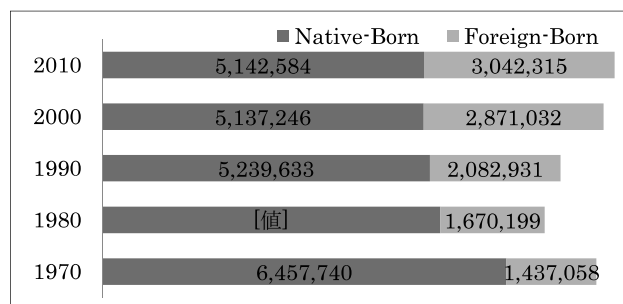 ■ Native-Born ■ Foreign-Born
2010 5,142,584 3,042,315
2000 5,137,246 2,871,032
1990 5,239,633 2,082,931
1980 [値] 1,670,199
1970 6,457,740 1,437,058